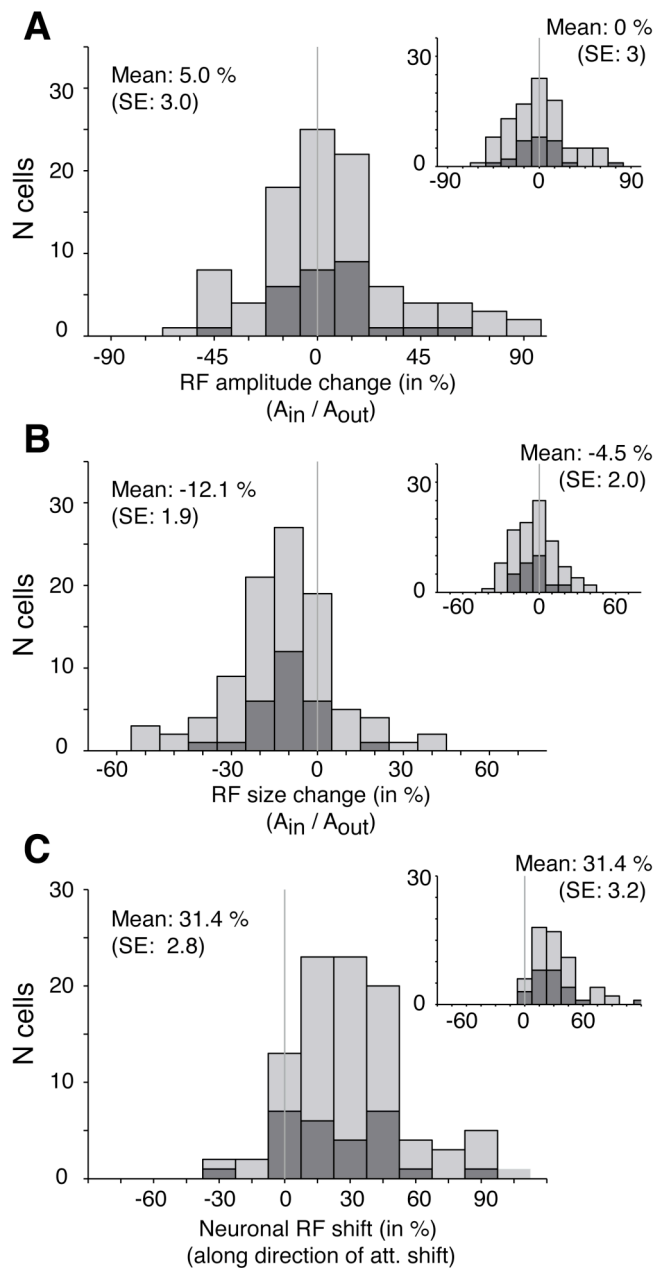 A
Mean: 5.0 %
(SE: 3.0)
Mean: 0 %
(SE: 3)
30
0
-90 0 90
30
20
10
0
N cells
-90 -45 0 45 90
RF amplitude change (in %)
(Ain / Aout)
B
Mean: -12.1 %
(SE: 1.9)
Mean: -4.5 %
(SE: 2.0)
30
0
-60 0 60
30
20
10
0
N cells
-60 -30 0 30 60
RF size change (in %)
(Ain / Aout)
C
Mean: 31.4 %
(SE: 2.8)
Mean: 31.4 %
(SE: 3.2)
30
0
-60 0 60
30
20
10
0
N cells
-60 -30 0 30 60 90
Neuronal RF shift (in %)
(along direction of att. shift)